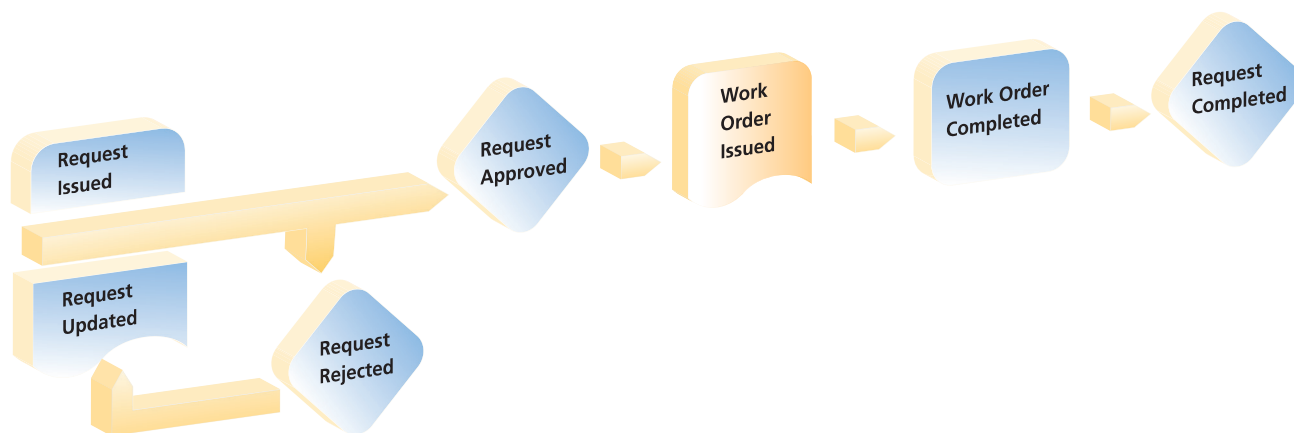 Request
Issued
Request
Updated
Request
Rejected
Request
Approved
Work
Order
Issued
Work Order
Completed
Request
Completed